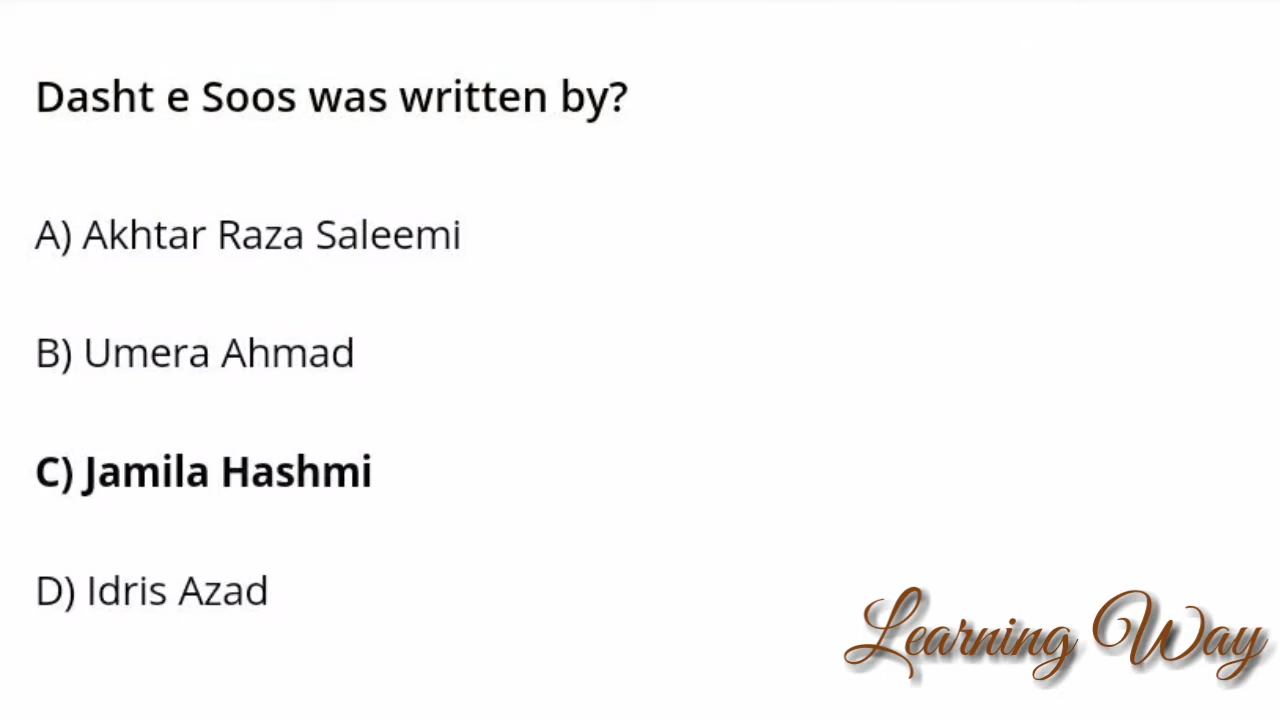 Dasht e Soos was written by?
A) Akhtar Raza Saleemi
B) Umera Ahmad
C) Jamila Hashmi
D) Idris Azad
Learning Way